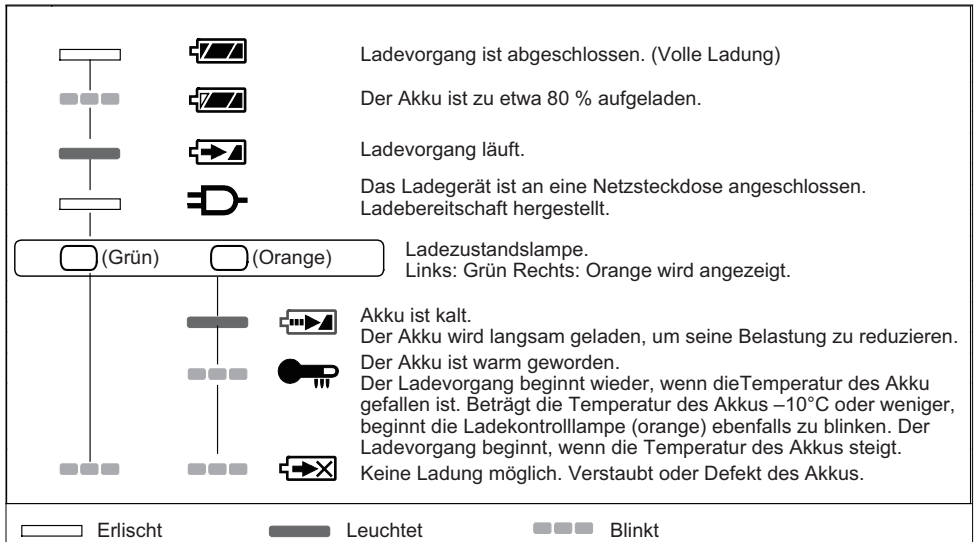 Ladevorgang ist abgeschlossen. (Volle Ladung)
Der Akku ist zu etwa 80 % aufgeladen.
Ladevorgang läuft.
Das Ladegerät ist an eine Netzsteckdose angeschlossen.
Ladebereitschaft hergestellt.
(Grün) (Orange)
Ladezustandslampe.
Links: Grün Rechts: Orange wird angezeigt.
Akku ist kalt.
Der Akku wird langsam geladen, um seine Belastung zu reduzieren.
Der Akku ist warm geworden.
Der Ladevorgang beginnt wieder, wenn dieTemperatur des Akku
gefallen ist. Beträgt die Temperatur des Akkus –10°C oder weniger,
beginnt die Ladekontrolllampe (orange) ebenfalls zu blinken. Der
Ladevorgang beginnt, wenn die Temperatur des Akkus steigt.
Keine Ladung möglich. Verstaubt oder Defekt des Akkus.
Erlischt Leuchtet Blinkt